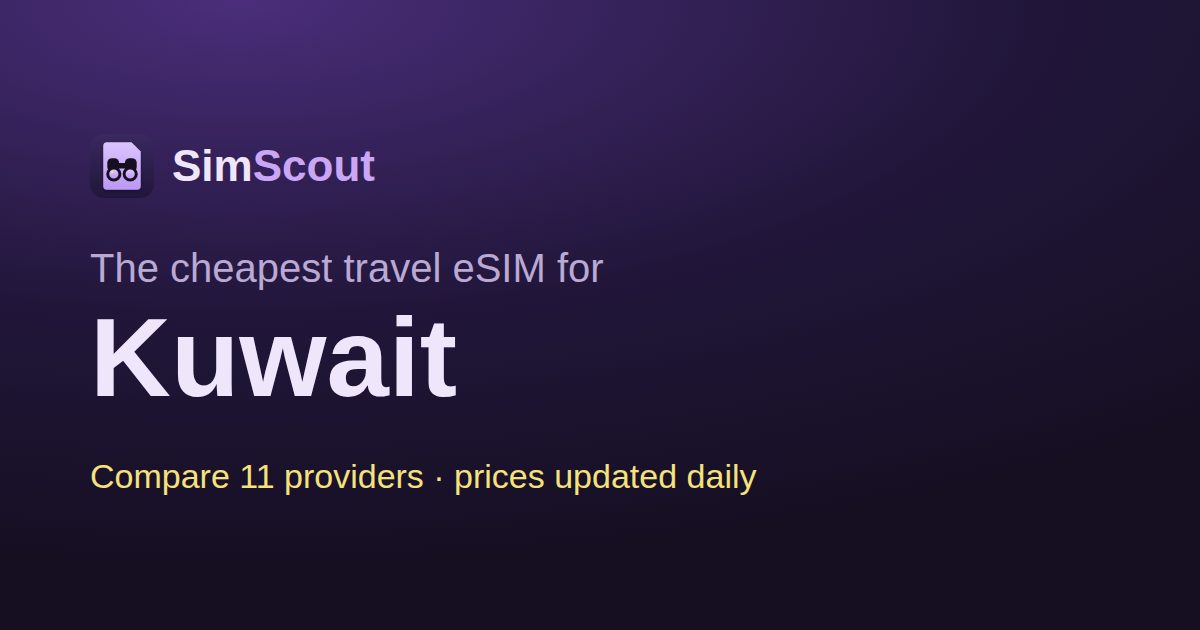 SimScout
The cheapest travel eSIM for
Kuwait
Compare 11 providers · prices updated daily